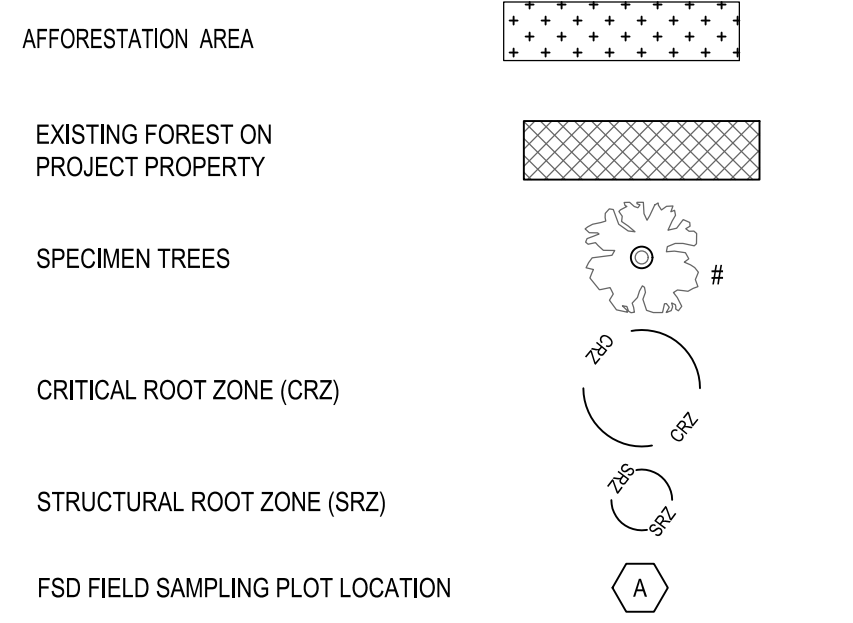 AFFORESTATION AREA
EXISTING FOREST ON
PROJECT PROPERTY
SPECIMEN TREES
#
CRITICAL ROOT ZONE (CRZ)
CRZ
CRZ
STRUCTURAL ROOT ZONE (SRZ)
SRZ
SRZ
FSD FIELD SAMPLING PLOT LOCATION
A